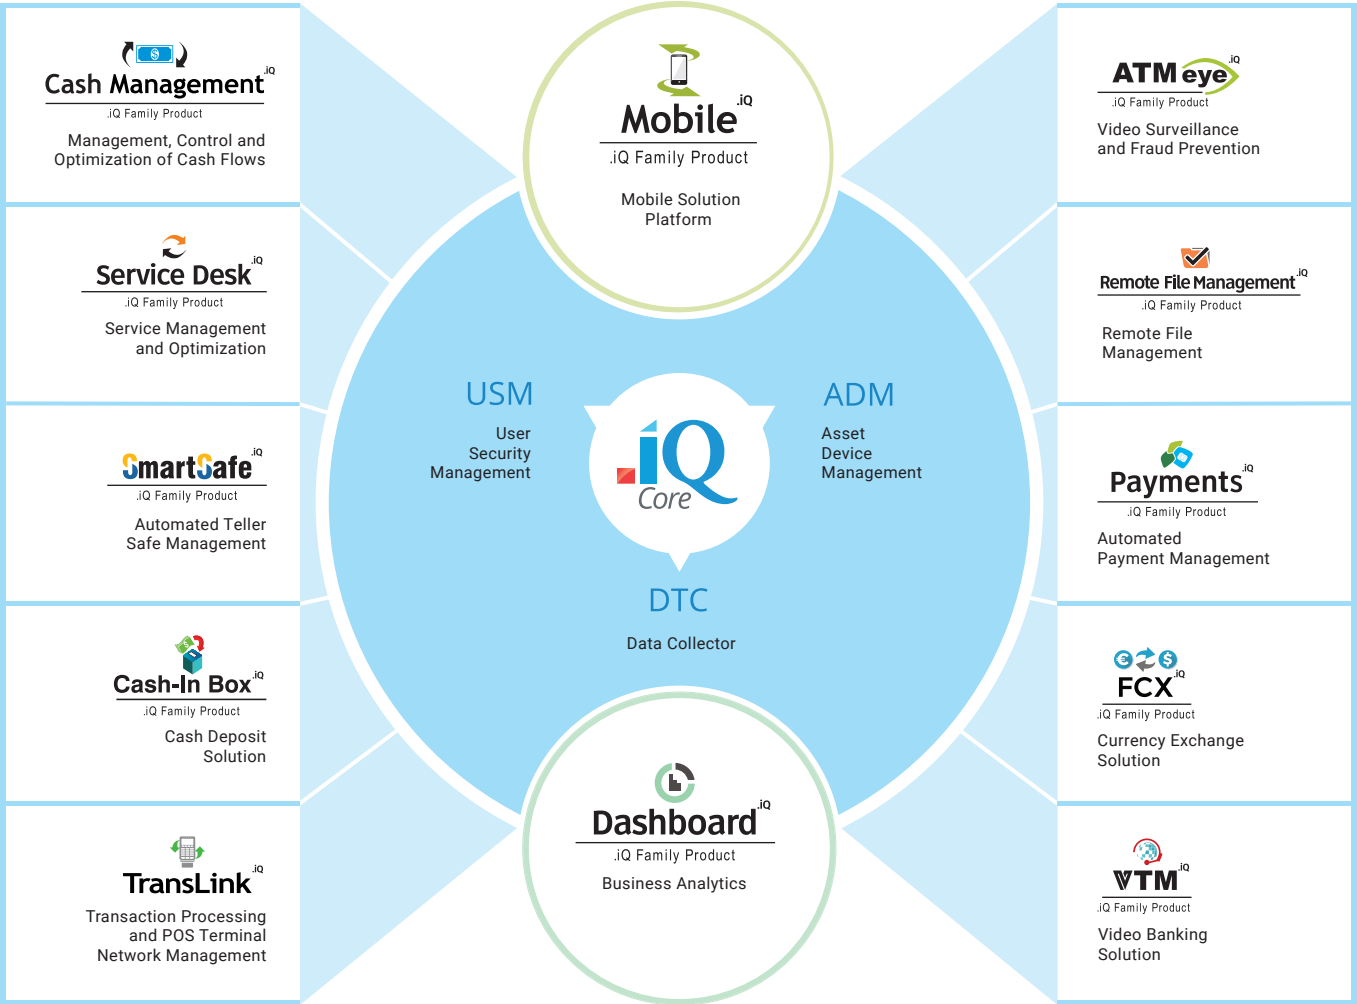 Cash Management.iQ
.iQ Family Product
Management, Control and
Optimization of Cash Flows
Service Desk.iQ
.iQ Family Product
Service Management
and Optimization
SmartSafe.iQ
.iQ Family Product
Automated Teller
Safe Management
Cash-In Box.iQ
.iQ Family Product
Cash Deposit
Solution
TransLink.iQ
Transaction Processing
and POS Terminal
Network Management
Mobile.iQ
.iQ Family Product
Mobile Solution
Platform
USM
User
Security
Management
.iQ
Core
ADM
Asset
Device
Management
DTC
Data Collector
Dashboard.iQ
.iQ Family Product
Business Analytics
ATMeye.iQ
.iQ Family Product
Video Surveillance
and Fraud Prevention
Remote File Management.iQ
.iQ Family Product
Remote File
Management
Payments.iQ
.iQ Family Product
Automated
Payment Management
€ $
FCX.iQ
.iQ Family Product
Currency Exchange
Solution
VTM.iQ
.iQ Family Product
Video Banking
Solution